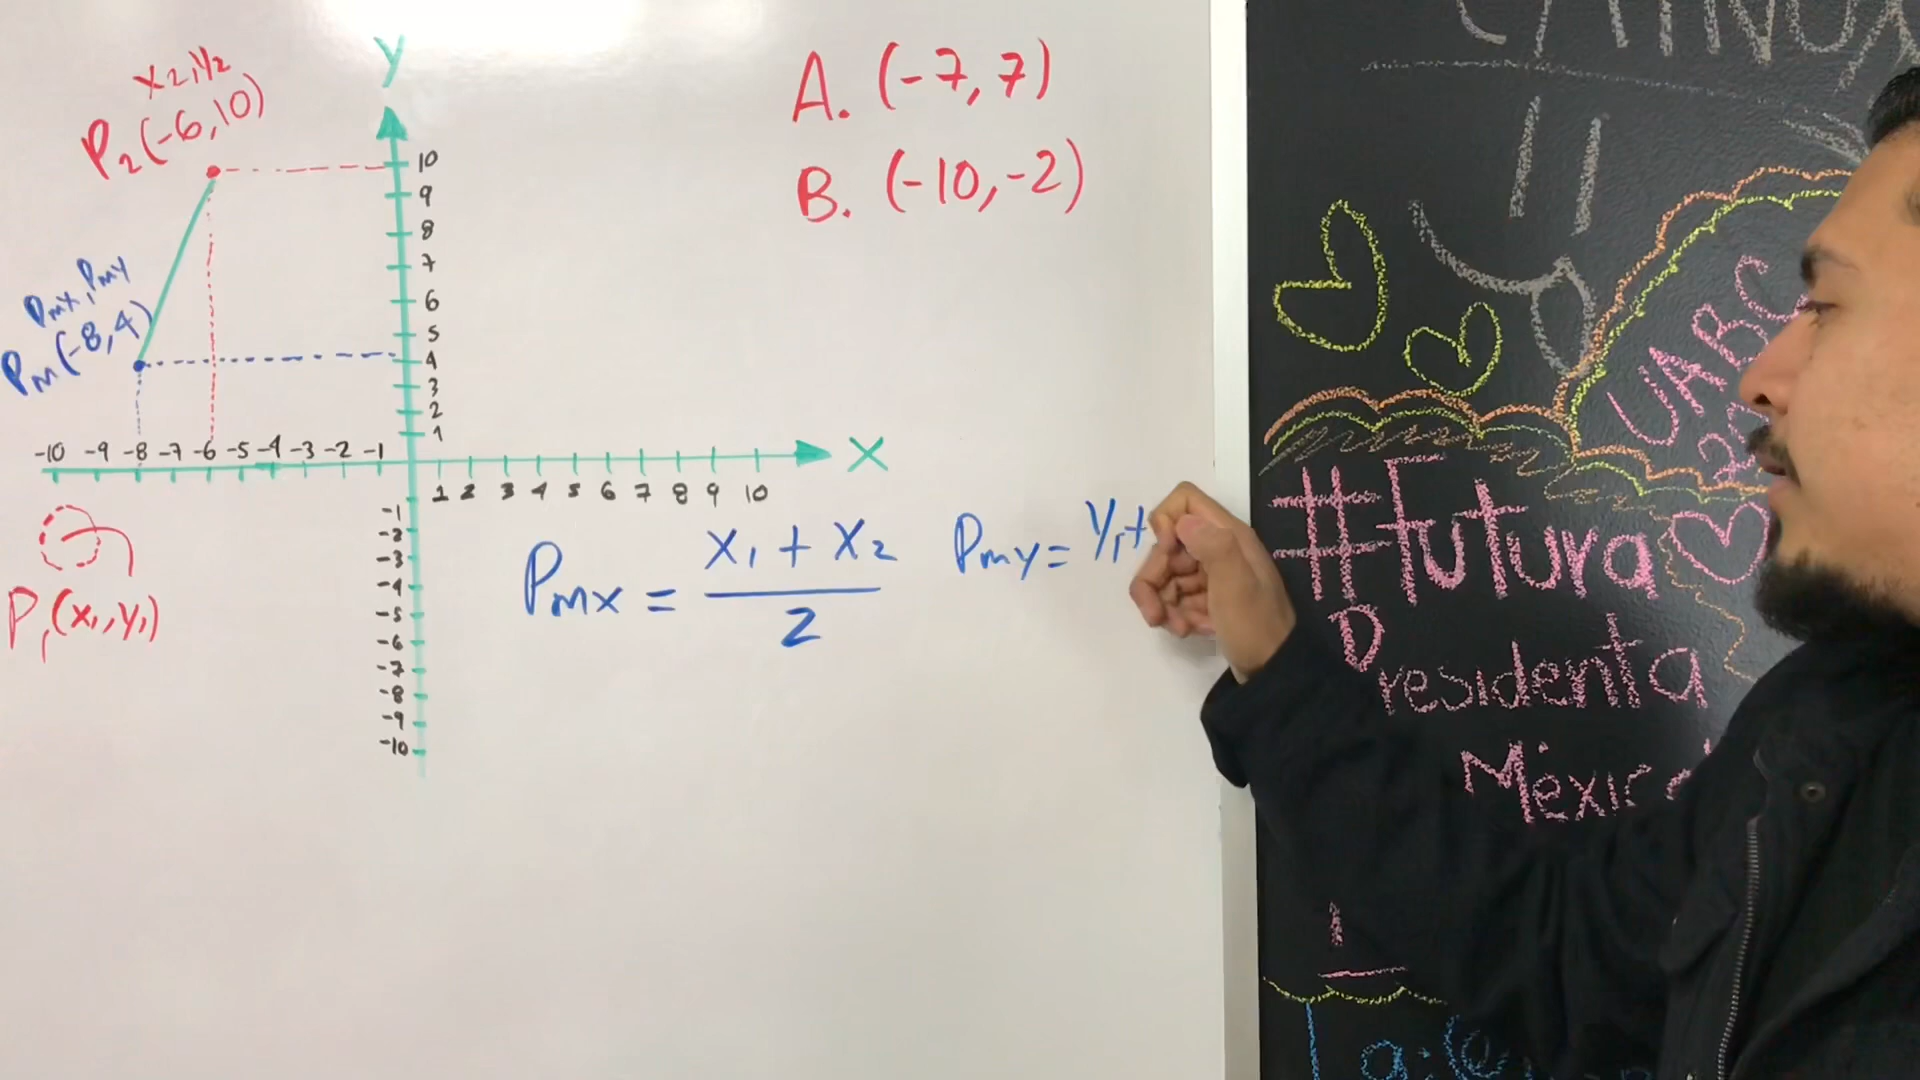 Y
X2,Y2
P2(-6,10)
A. (-7,7)
B. (-10,-2)
10
9
8
7
6
5
4
3
2
1
PMX,PMY
PM(-8,4)
-10 -9 -8 -7 -6 -5 -4 -3 -2 -1
X
1 2 3 4 5 6 7 8 9 10
-1
-2
-3
-4
-5
-6
-7
-8
-9
-10
P1(X1,Y1)
PMX = X1 + X2
2
PMY = Y1+
UABC
#Futura
Presidenta
México
1